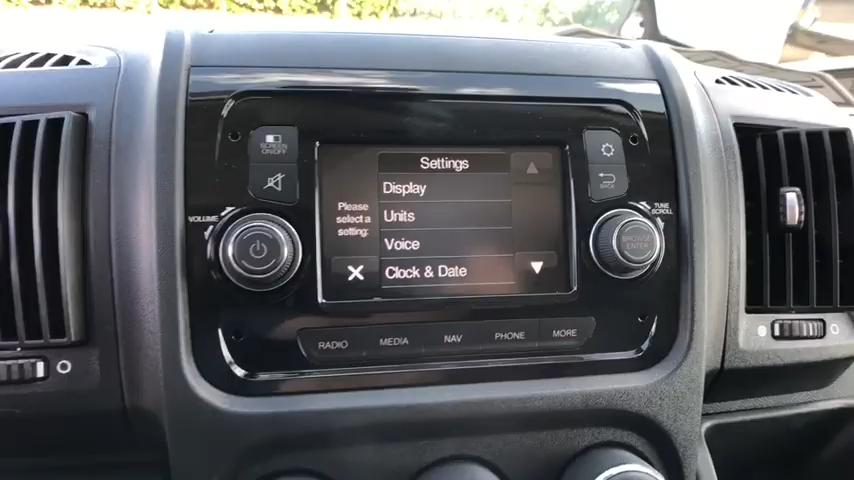 SCREEN
ON/OFF
Settings
Display
Units
Voice
Clock & Date
Please
select a
setting:
BACK
VOLUME
TUNE
SCROLL
BROWSE
ENTER
RADIO
MEDIA
NAV
PHONE
MORE